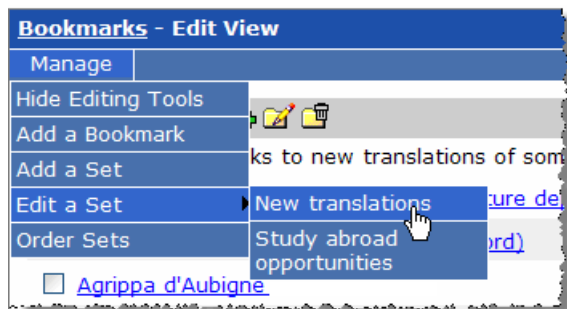 Bookmarks - Edit View
Manage
Hide Editing Tools
Add a Bookmark
Add a Set
ks to new translations of som
Edit a Set
New translations
ture de
Order Sets
Study abroad
opportunities
ord)
Agrippa d'Aubigne